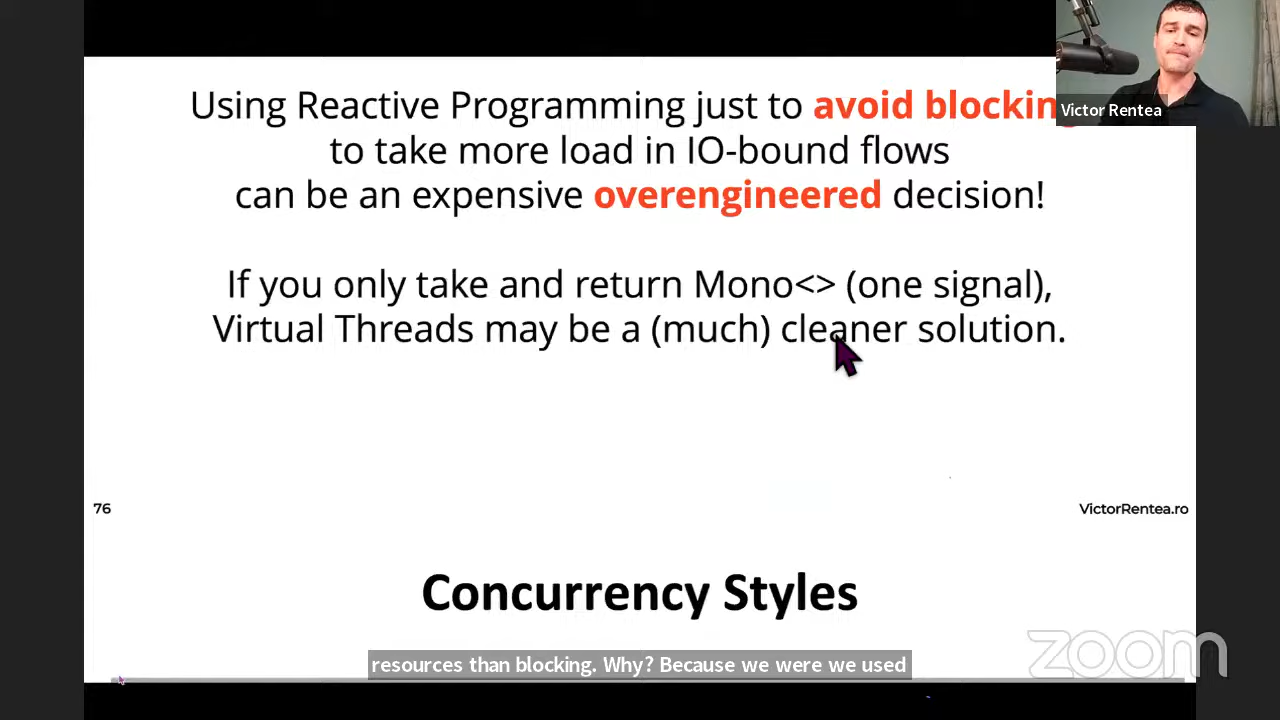 Using Reactive Programming just to avoid blocking
Victor Rentea
to take more load in IO-bound flows
can be an expensive overengineered decision!
If you only take and return Mono<> (one signal),
Virtual Threads may be a (much) cleaner solution.
76
VictorRentea.ro
Concurrency Styles
zoom
resources than blocking. Why? Because we were we used